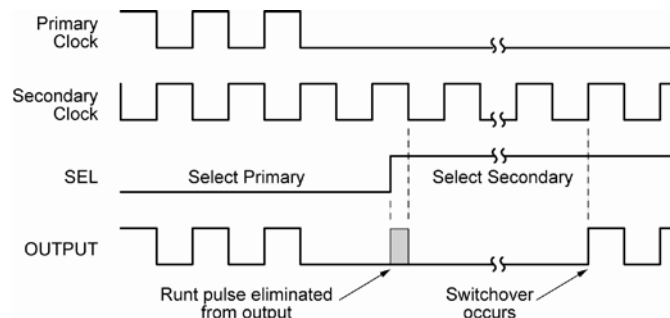 Primary
Clock
Secondary
Clock
SEL
Select Primary
Select Secondary
OUTPUT
Runt pulse eliminated
from output
Switchover
occurs